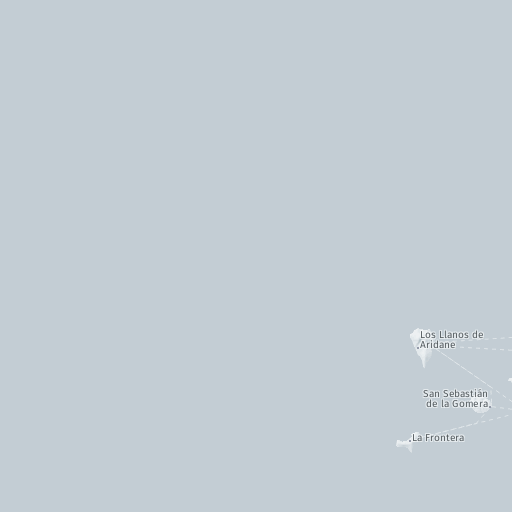 Los Llanos de
Aridane
San Sebastián
de la Gomera
La Frontera